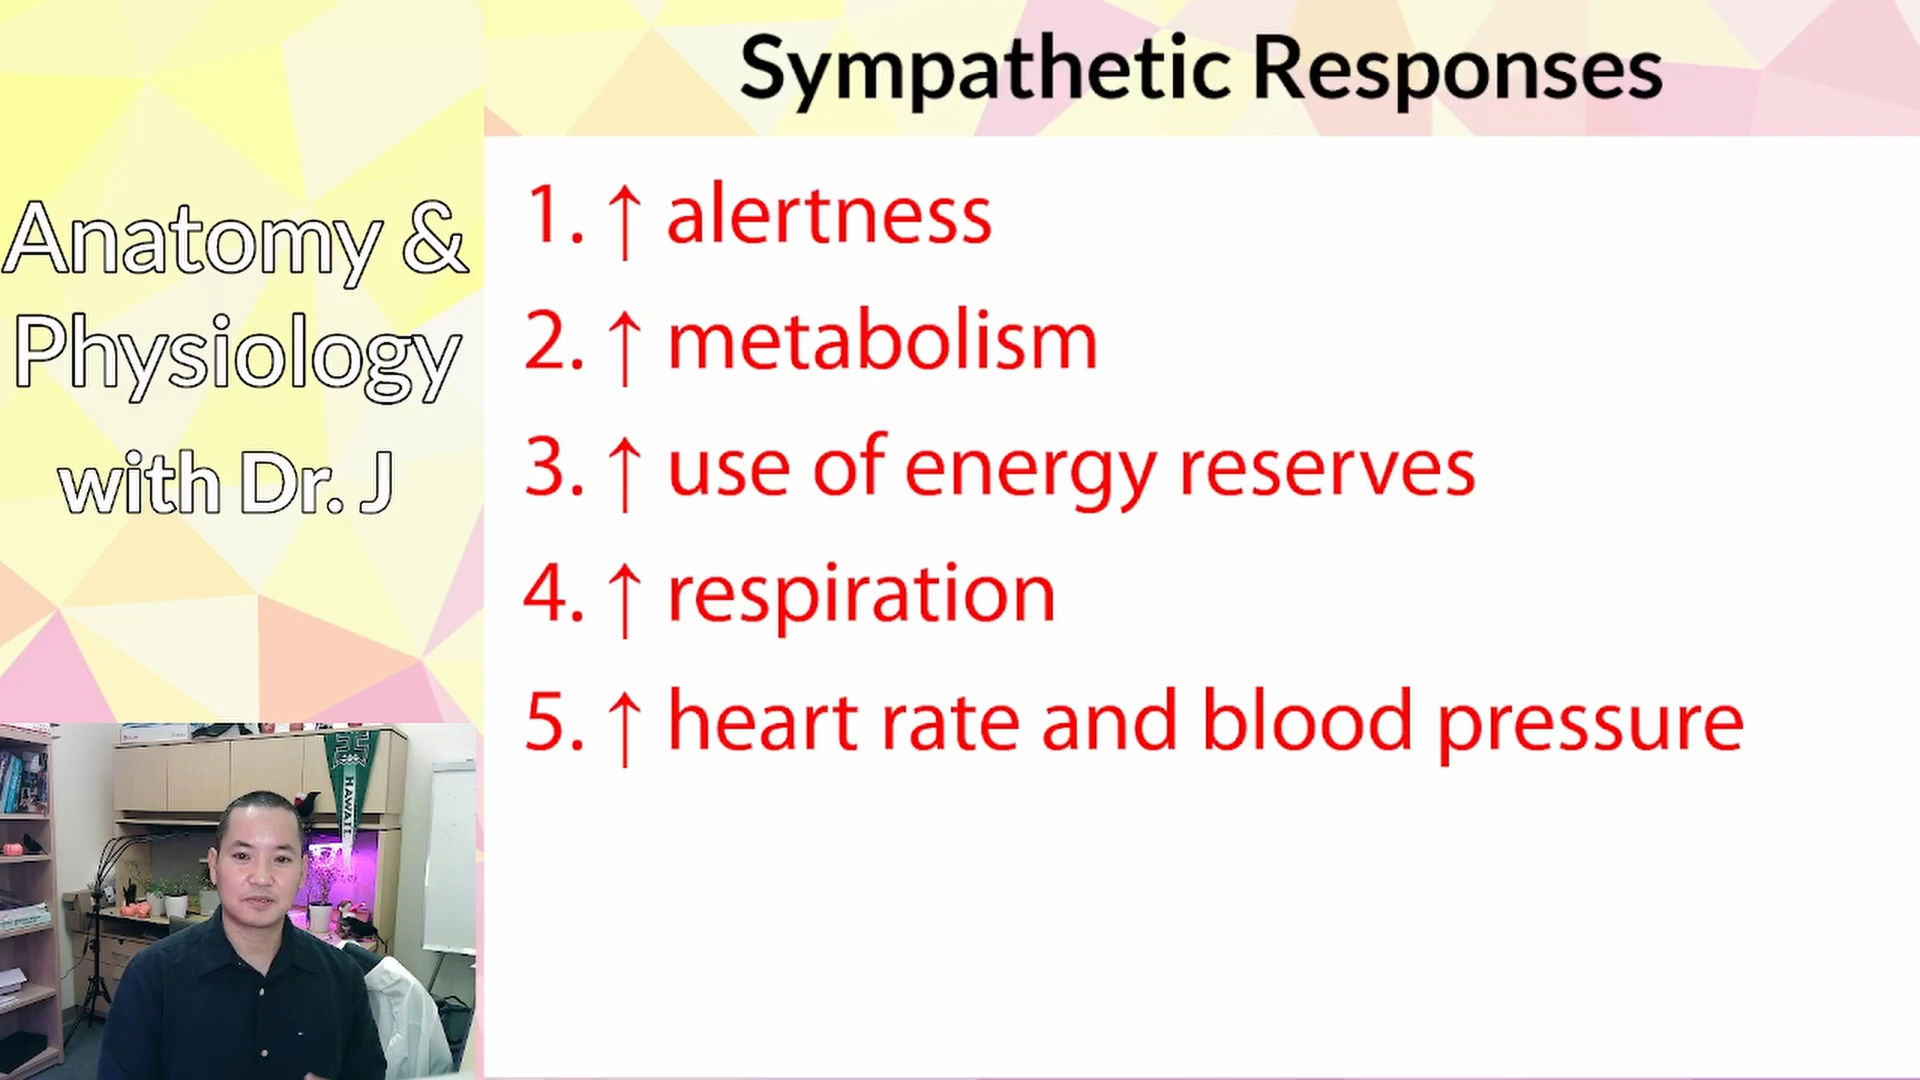 Sympathetic Responses
Anatomy &
Physiology
with Dr. J
1. ↑ alertness
2. ↑ metabolism
3. ↑ use of energy reserves
4. ↑ respiration
5. ↑ heart rate and blood pressure
H
HAWAII